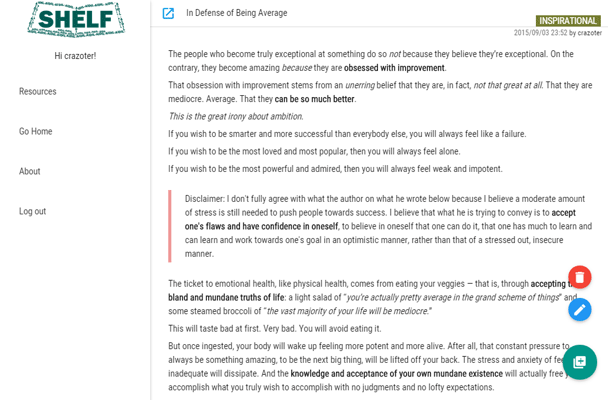 SHELF
Hi crazoter!
Resources
Go Home
About
Log out
In Defense of Being Average
INSPIRATIONAL
2015/09/03 23:52 by crazoter
The people who become truly exceptional at something do so not because they believe they're exceptional. On the
contrary, they become amazing because they are obsessed with improvement.
That obsession with improvement stems from an unerring belief that they are, in fact, not that great at all. That they are
mediocre. Average. That they can be so much better.
This is the great irony about ambition.
If you wish to be smarter and more successful than everybody else, you will always feel like a failure.
If you wish to be the most loved and most popular, then you will always feel alone.
If you wish to be the most powerful and admired, then you will always feel weak and impotent.
Disclaimer: I don't fully agree with what the author on what he wrote below because I believe a moderate amount
of stress is still needed to push people towards success. I believe that what he is trying to convey is to accept
one's flaws and have confidence in oneself, to believe in oneself that one can do it, that one has much to learn and
can learn and work towards one's goal in an optimistic manner, rather than that of a stressed out, insecure
manner.
The ticket to emotional health, like physical health, comes from eating your veggies — that is, through accepting
bland and mundane truths of life: a light salad of "you're actually pretty average in the grand scheme of things" and
some steamed broccoli of "the vast majority of your life will be mediocre."
This will taste bad at first. Very bad. You will avoid eating it.
But once ingested, your body will wake up feeling more potent and more alive. After all, that constant pressure to
always be something amazing, to be the next big thing, will be lifted off your back. The stress and anxiety of
inadequate will dissipate. And the knowledge and acceptance of your own mundane existence will actually free
accomplish what you truly wish to accomplish with no judgments and no lofty expectations.